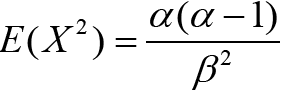 E(X²) = α(α−1)/β²